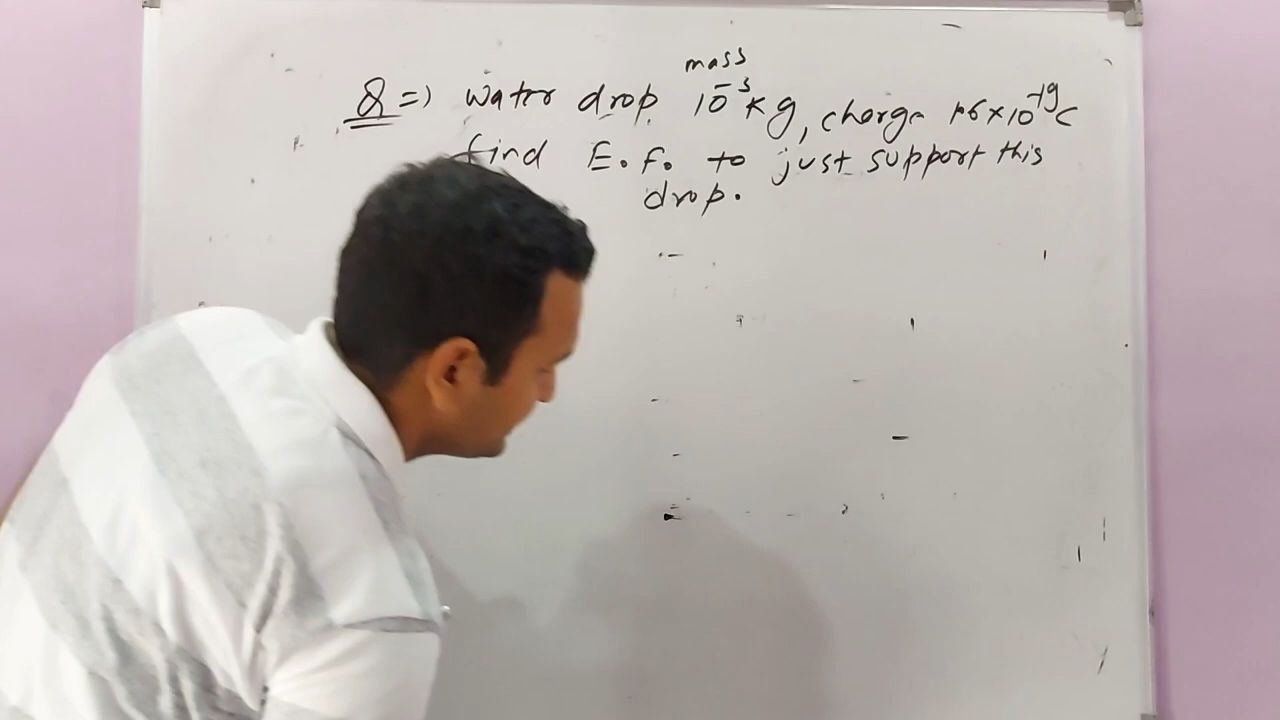 mass
Q => water drop 10⁻³ kg, charge 1.6 x 10⁻¹⁹ C
find E.F. to just support this
drop.